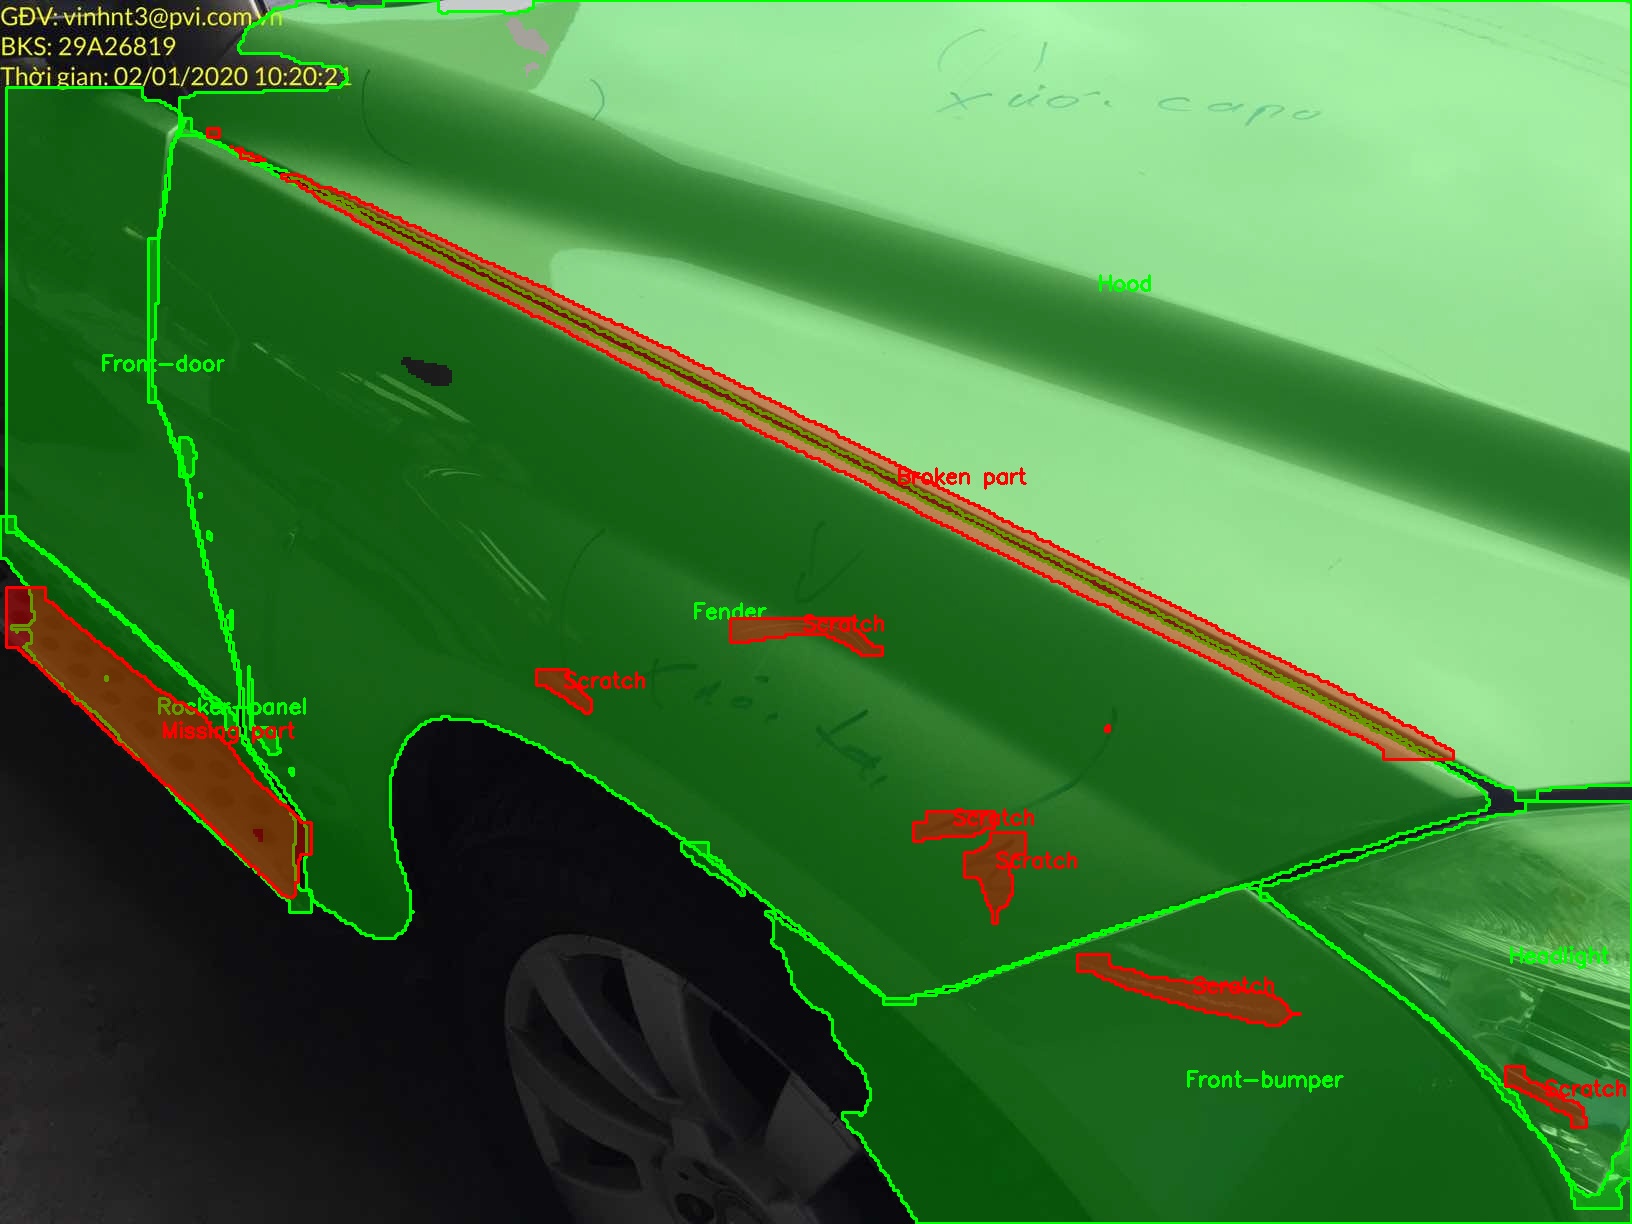 GĐV: vinhnt3@pvi.com.vn
BKS: 29A26819
Thời gian: 02/01/2020 10:20:21
capo
Hood
Front-door
Broken part
Fender
Scratch
Scratch
Rocker-panel
Missing part
Scratch
Scratch
Headlight
Scratch
Front-bumper
Scratch